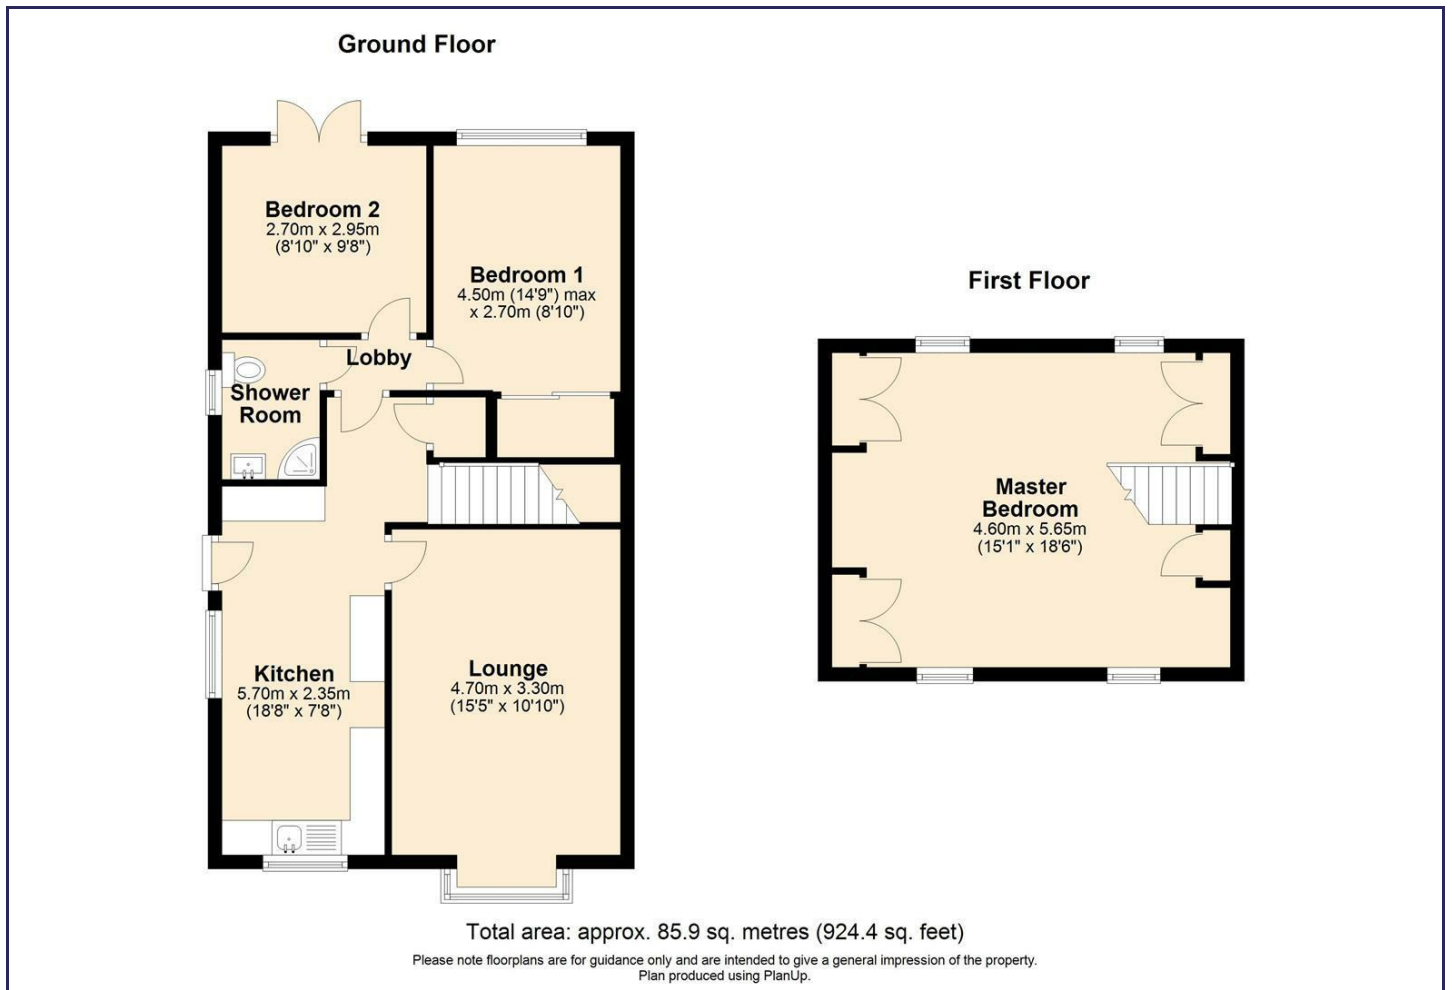 Ground Floor
Bedroom 2
2.70m x 2.95m
(8'10" x 9'8")
Bedroom 1
4.50m (14'9") max
x 2.70m (8'10")
Lobby
Shower
Room
Kitchen
5.70m x 2.35m
(18'8" x 7'8")
Lounge
4.70m x 3.30m
(15'5" x 10'10")
First Floor
Master
Bedroom
4.60m x 5.65m
(15'1" x 18'6")
Total area: approx. 85.9 sq. metres (924.4 sq. feet)
Please note floorplans are for guidance only and are intended to give a general impression of the property.
Plan produced using PlanUp.